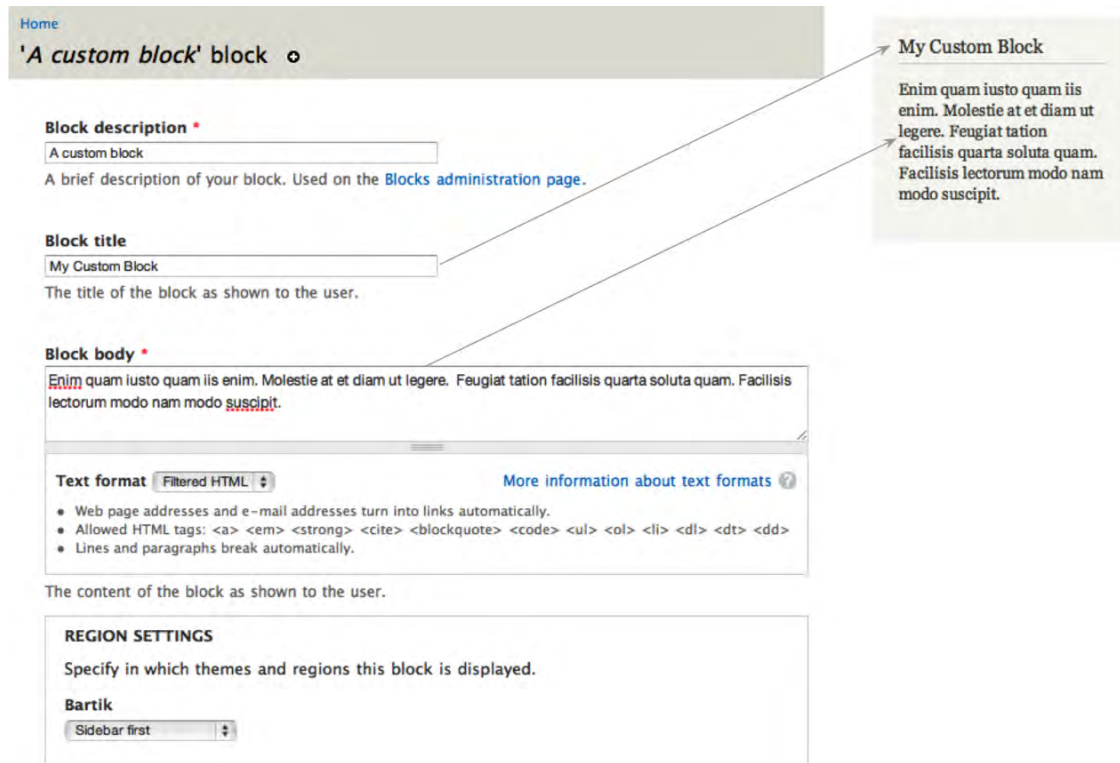 Home
'A custom block' block
Block description *
A custom block
A brief description of your block. Used on the Blocks administration page.
Block title
My Custom Block
The title of the block as shown to the user.
Block body *
Enim quam iusto quam iis enim. Molestie at et diam ut legere.  Feugiat tation facilisis quarta soluta quam. Facilisis
lectorum modo nam modo suscipit.
Text format Filtered HTML More information about text formats ?
• Web page addresses and e-mail addresses turn into links automatically.
• Allowed HTML tags: <a> <em> <strong> <cite> <blockquote> <code> <ul> <ol> <li> <dl> <dt> <dd>
• Lines and paragraphs break automatically.
The content of the block as shown to the user.
REGION SETTINGS
Specify in which themes and regions this block is displayed.
Bartik
Sidebar first
My Custom Block
Enim quam iusto quam iis
enim. Molestie at et diam ut
legere. Feugiat tation
facilisis quarta soluta quam.
Facilisis lectorum modo nam
modo suscipit.